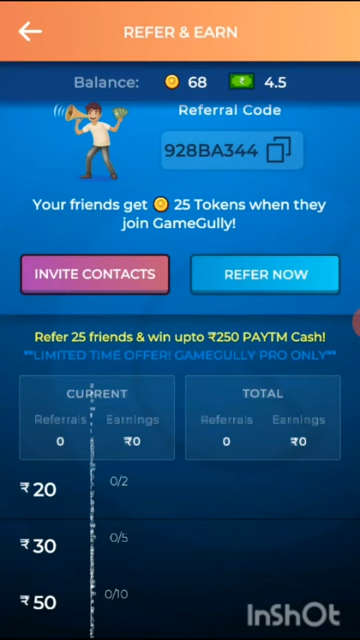 REFER & EARN
Balance: 68 ₹ 4.5
Referral Code
928BA344
Your friends get 25 Tokens when they
join GameGully!
INVITE CONTACTS
REFER NOW
Refer 25 friends & win upto ₹250 PAYTM Cash!
**LIMITED TIME OFFER! GAMEGULLY PRO ONLY**
CURRENT
Referrals Earnings
0 ₹0
TOTAL
Referrals Earnings
0 ₹0
₹20 0/2
₹30 0/5
₹50 0/10
InShOt